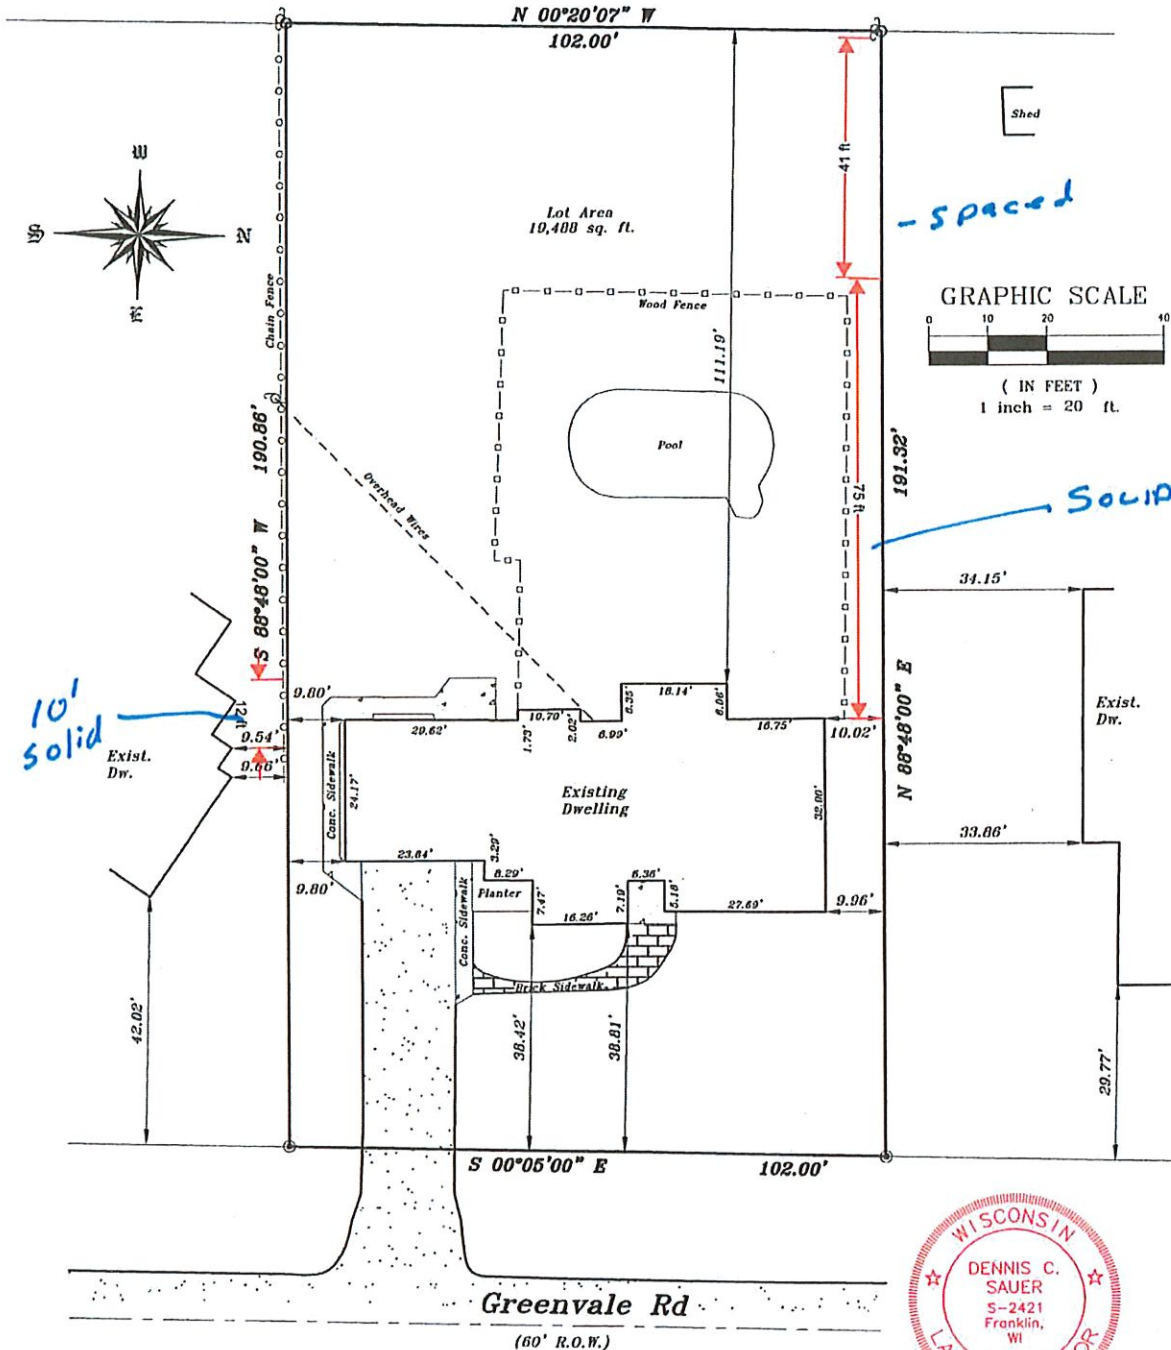 N 00°20'07" W
102.00'
W
S
N
E
Shed
41 ft
- Spaced
Lot Area
19,488 sq. ft.
Chain Fence
Wood Fence
GRAPHIC SCALE
0 10 20 40
( IN FEET )
1 inch = 20 ft.
111.19'
Pool
190.86'
S 88°48'00" W
Overhead Wires
75 ft
191.32'
SOLID
34.15'
N 88°48'00" E
10'
solid
12 ft
9.54'
9.66'
Exist.
Dw.
9.80'
29.62'
10.70'
1.73'
2.02'
6.99'
6.35'
18.14'
6.06'
16.75'
10.02'
Exist.
Dw.
Conc. Sidewalk
24.17'
Existing
Dwelling
32.00'
33.86'
9.80'
23.64'
3.29'
8.29'
Planter
7.47'
16.26'
7.19'
6.36'
5.18'
27.69'
9.96'
Conc. Sidewalk
Brick Sidewalk
42.02'
38.42'
38.81'
29.77'
S 00°05'00" E
102.00'
Greenvale Rd
(60' R.O.W.)
WISCONSIN
DENNIS C.
SAUER
S-2421
Franklin,
WI